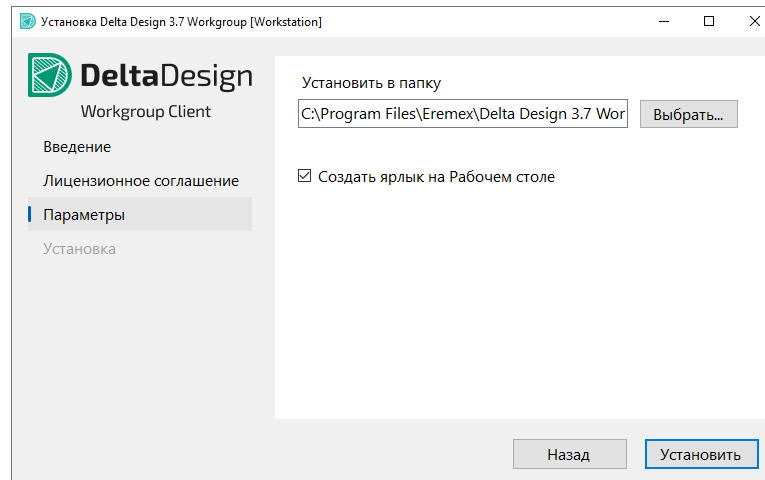 Установка Delta Design 3.7 Workgroup [Workstation]
DeltaDesign
Workgroup Client
Введение
Лицензионное соглашение
Параметры
Установка
Установить в папку
C:\Program Files\Eremex\Delta Design 3.7 Wor
Выбрать...
Создать ярлык на Рабочем столе
Назад
Установить